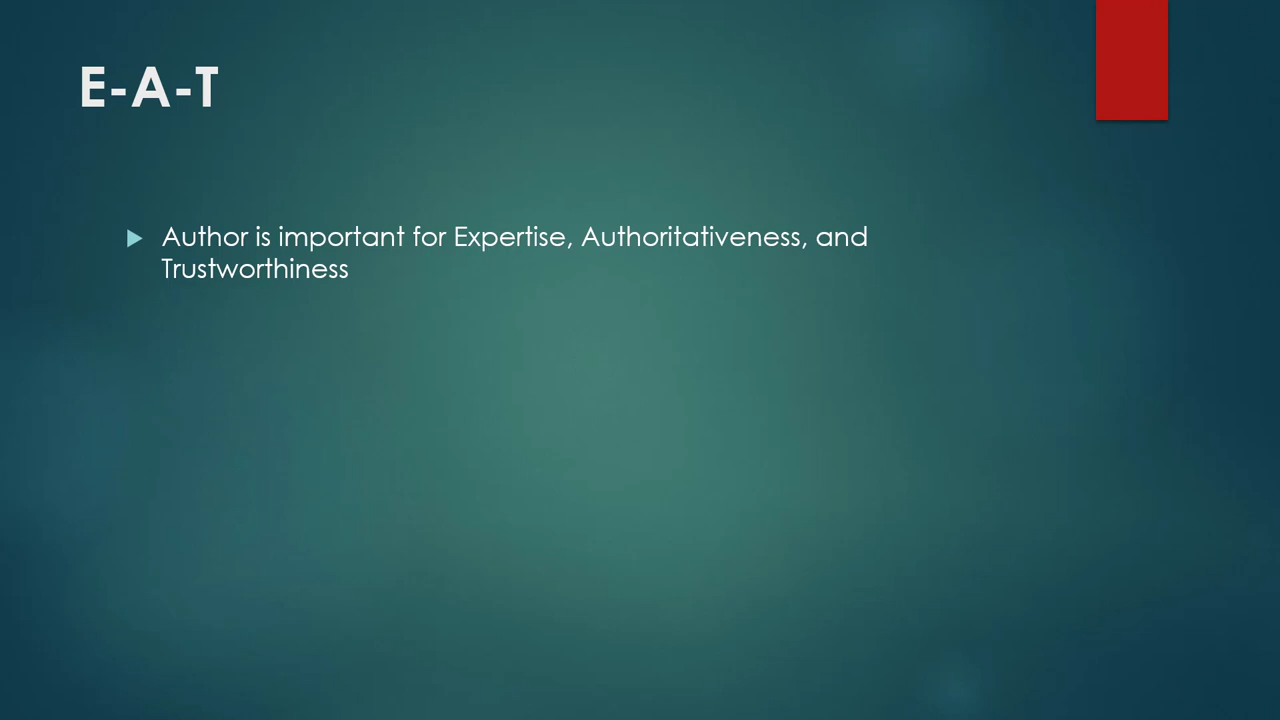 E-A-T
Author is important for Expertise, Authoritativeness, and
Trustworthiness